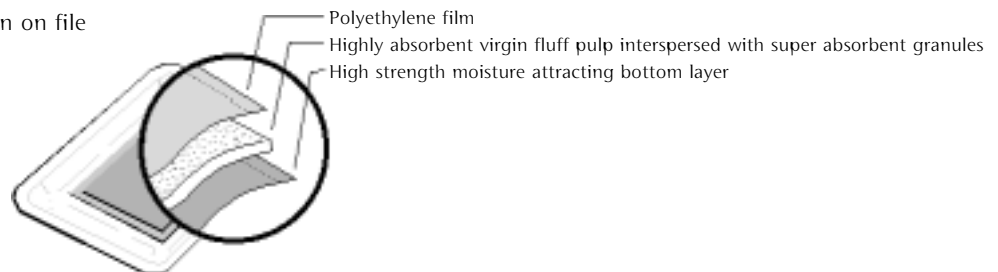 Polyethylene film
n on file
Highly absorbent virgin fluff pulp interspersed with super absorbent granules
High strength moisture attracting bottom layer